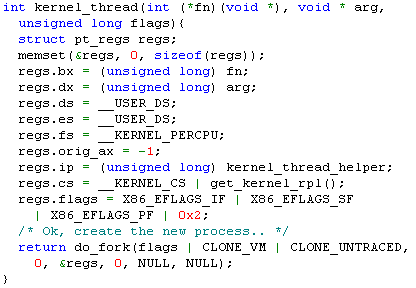 int kernel_thread(int (*fn)(void *), void * arg,
  unsigned long flags){
  struct pt_regs regs;
  memset(&regs, 0, sizeof(regs));
  regs.bx = (unsigned long) fn;
  regs.dx = (unsigned long) arg;
  regs.ds = __USER_DS;
  regs.es = __USER_DS;
  regs.fs = __KERNEL_PERCPU;
  regs.orig_ax = -1;
  regs.ip = (unsigned long) kernel_thread_helper;
  regs.cs = __KERNEL_CS | get_kernel_rpl();
  regs.flags = X86_EFLAGS_IF | X86_EFLAGS_SF
    | X86_EFLAGS_PF | 0x2;
  /* Ok, create the new process.. */
  return do_fork(flags | CLONE_VM | CLONE_UNTRACED,
    0, &regs, 0, NULL, NULL);
}